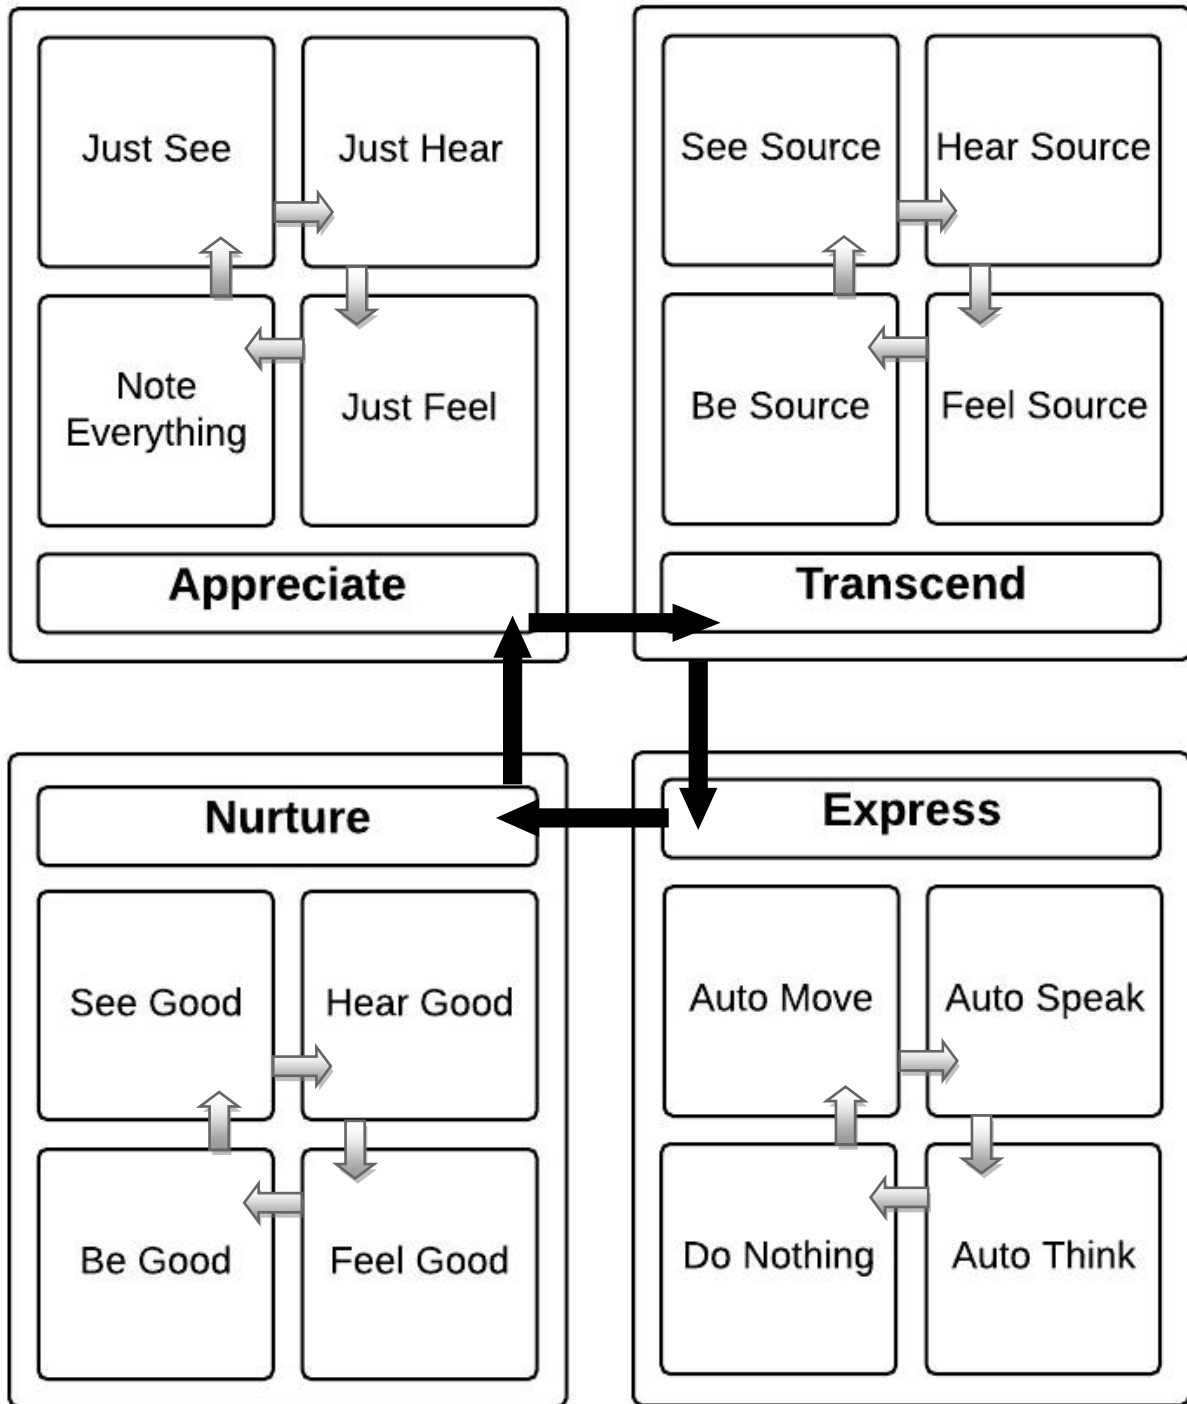 Just See
Just Hear
Note
Everything
Just Feel
Appreciate
See Source
Hear Source
Be Source
Feel Source
Transcend
Nurture
See Good
Hear Good
Be Good
Feel Good
Express
Auto Move
Auto Speak
Do Nothing
Auto Think